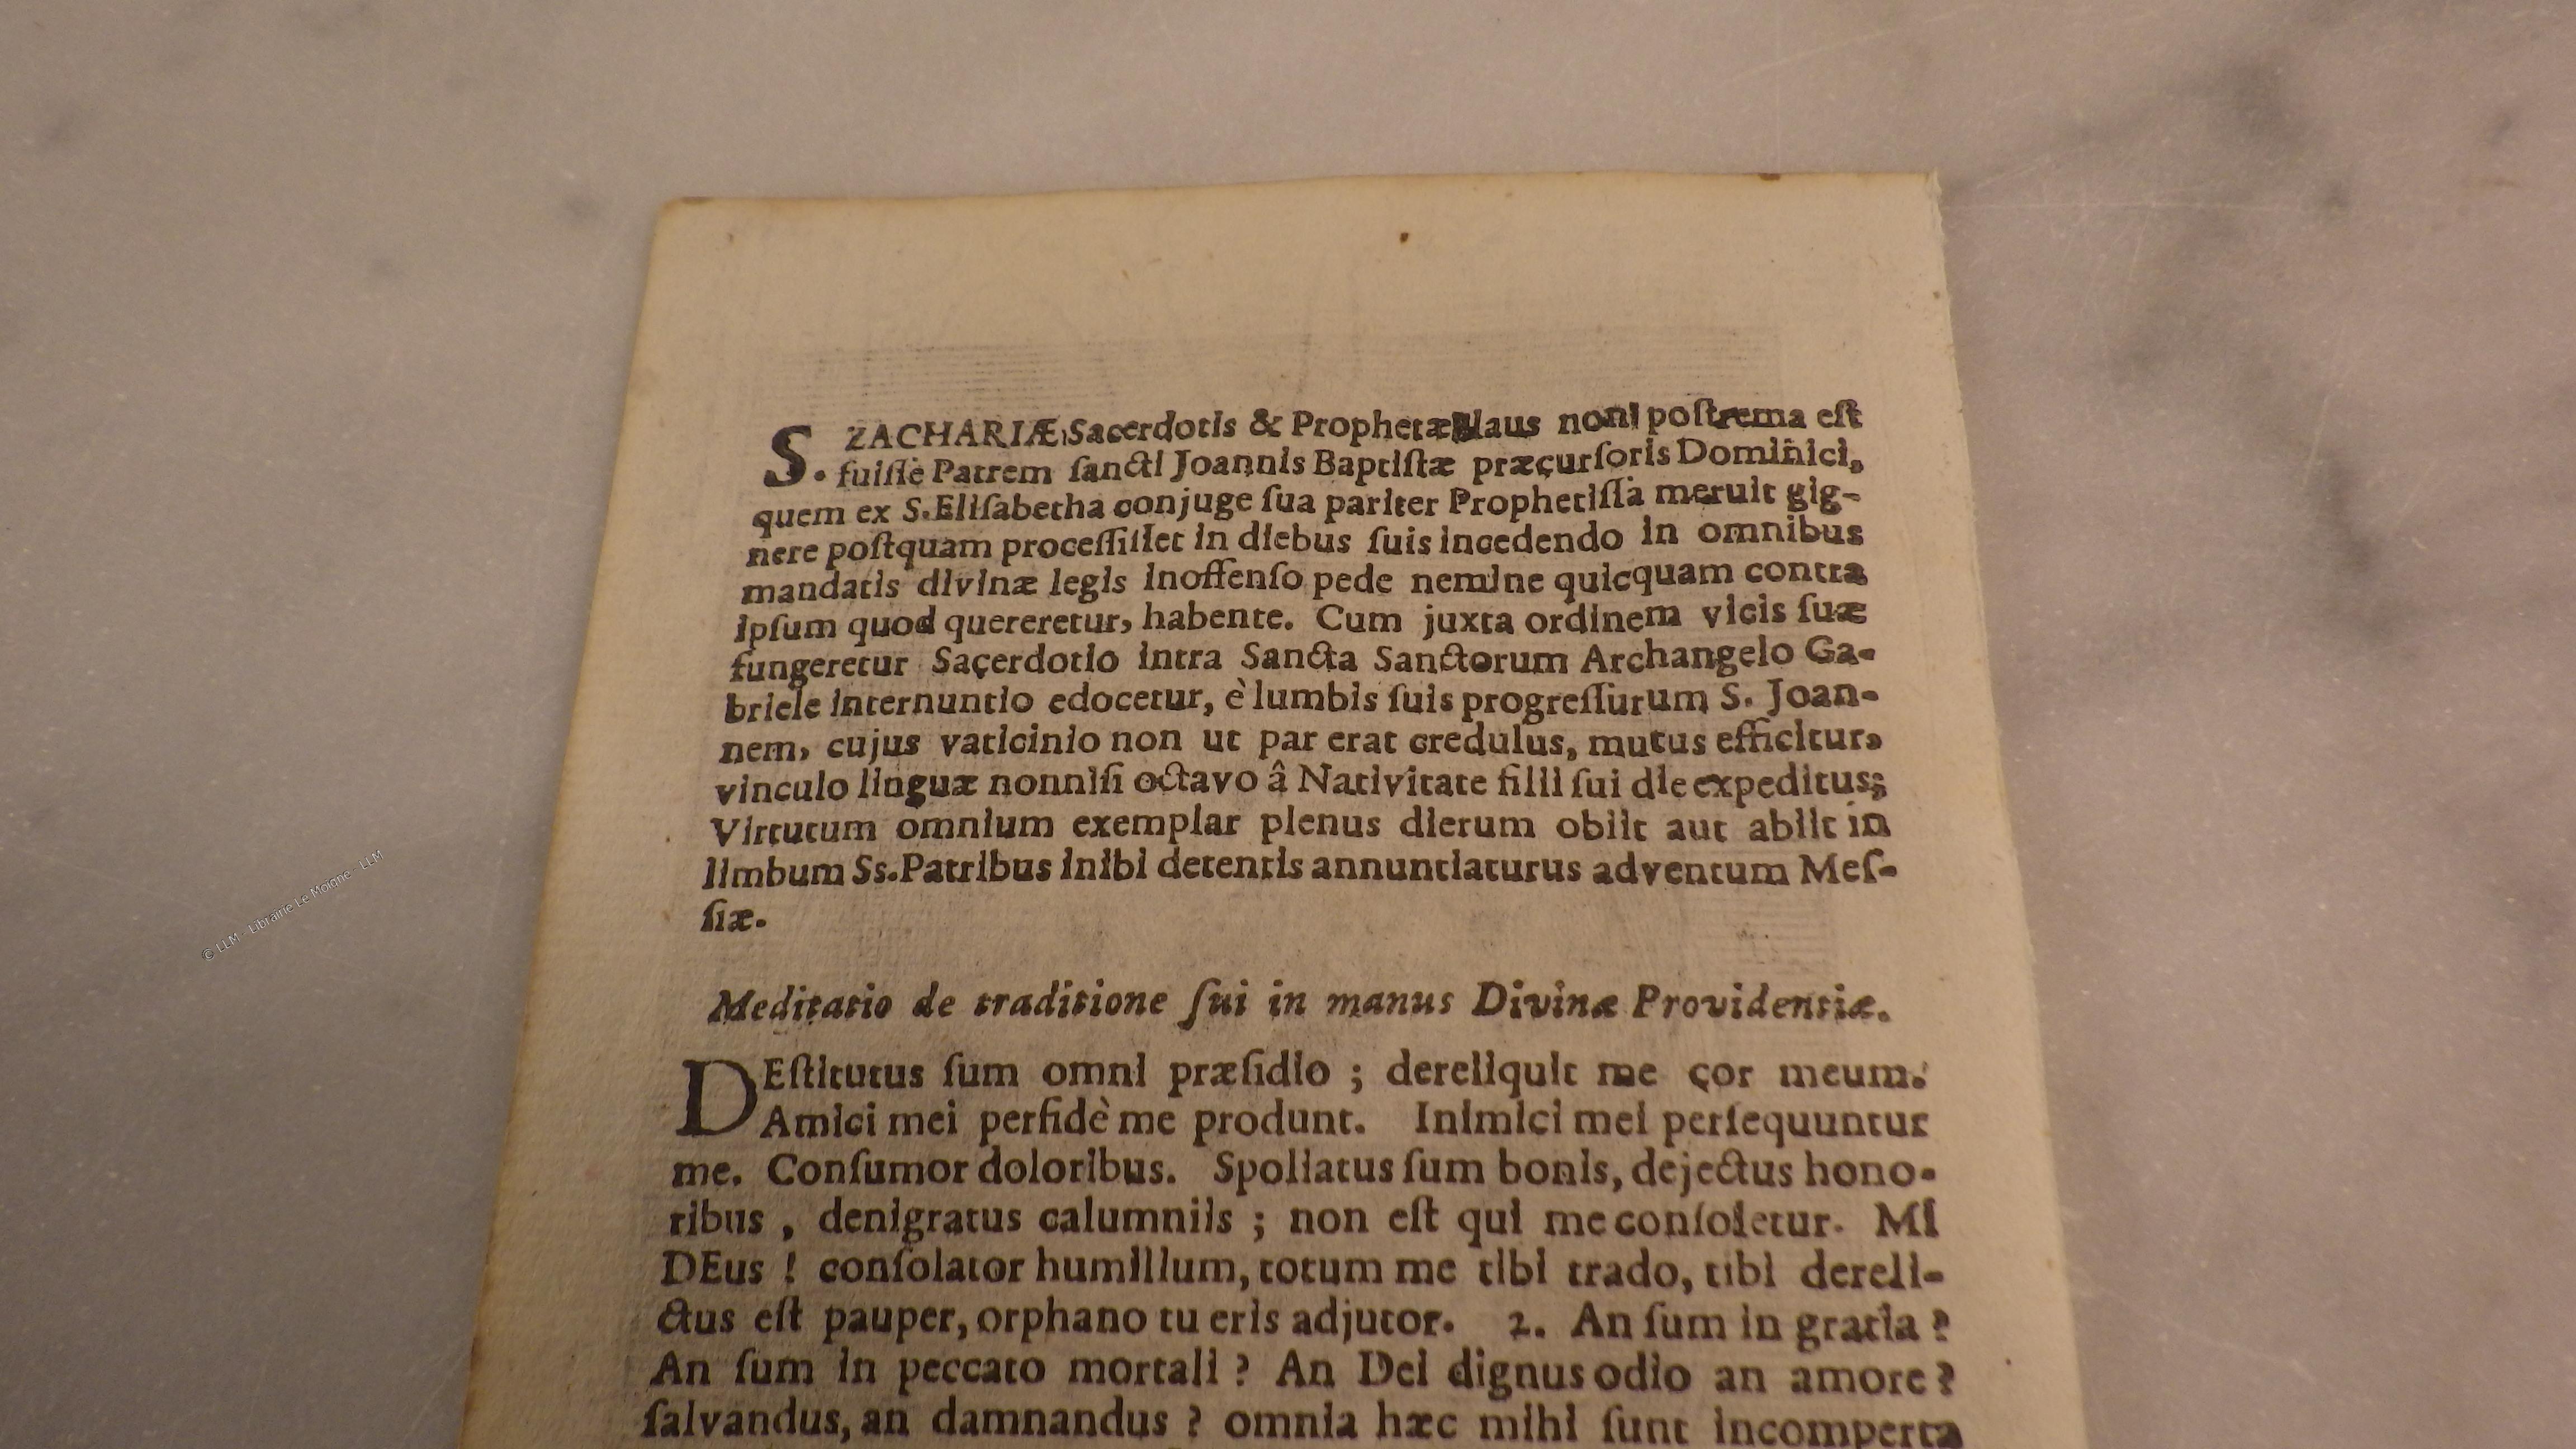 S. ZACHARIÆ Sacerdotis & Prophetæ laus non postrema est
fuiſſè Patrem ſancti Joannis Baptiſtæ præcurſoris Dominici,
quem ex S. Eliſabetha conjuge ſua pariter Prophetiſſà meruit gig-
nere poſtquam proceſſiſſet in diebus ſuis incedendo in omnibus
mandatis divinæ legis inoffenſo pede nemine quicquam contra
ipſum quod quereretur, habente. Cum juxta ordinem vicis ſuæ
fungeretur Sacerdotio intra Sancta Sanctorum Archangelo Ga-
briele internuntio edocetur, è lumbis ſuis progreſſurum S. Joan-
nem, cujus vaticinio non ut par erat credulus, mutus efficitur,
vinculo linguæ nonniſi octavo â Nativitate filii ſui die expeditus;
Virtutum omnium exemplar plenus dierum obiit aut abiit in
limbum Ss. Patribus inibi detentis annuntiaturus adventum Meſ-
ſiæ.
Meditatio de traditione ſui in manus Divinæ Providentiæ.
DEſtitutus ſum omni præſidio ; dereliquit me cor meum.
Amici mei perfidè me produnt. Inimici mei perſequuntur
me. Conſumor doloribus. Spoliatus ſum bonis, dejectus hono-
ribus , denigratus calumniis ; non eſt qui me conſoletur. Mi
DEus ! conſolator humilium, totum me tibi trado, tibi dereli-
ctus eſt pauper, orphano tu eris adjutor. 2. An ſum in gratia ?
An ſum in peccato mortali ? An Dei dignus odio an amore ?
ſalvandus, an damnandus ? omnia hæc mihi ſunt incomperta
© LLM - Librairie Le Moigne - LLM